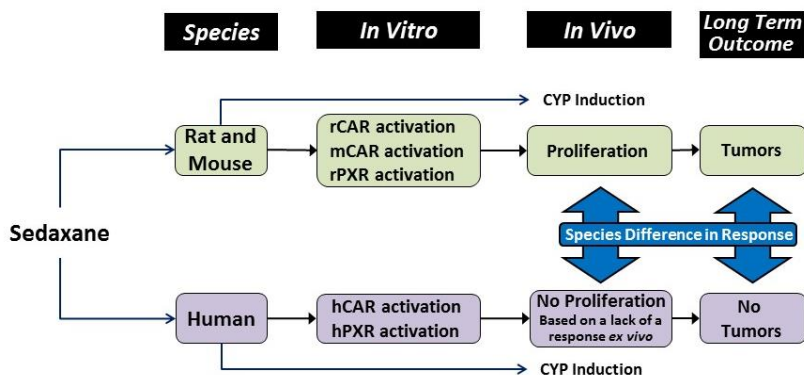 Species
In Vitro
In Vivo
Long Term
Outcome
CYP Induction
Rat and
Mouse
rCAR activation
mCAR activation
rPXR activation
Proliferation
Tumors
Sedaxane
Species Difference in Response
Human
hCAR activation
hPXR activation
No Proliferation
Based on a lack of a
response ex vivo
No
Tumors
CYP Induction